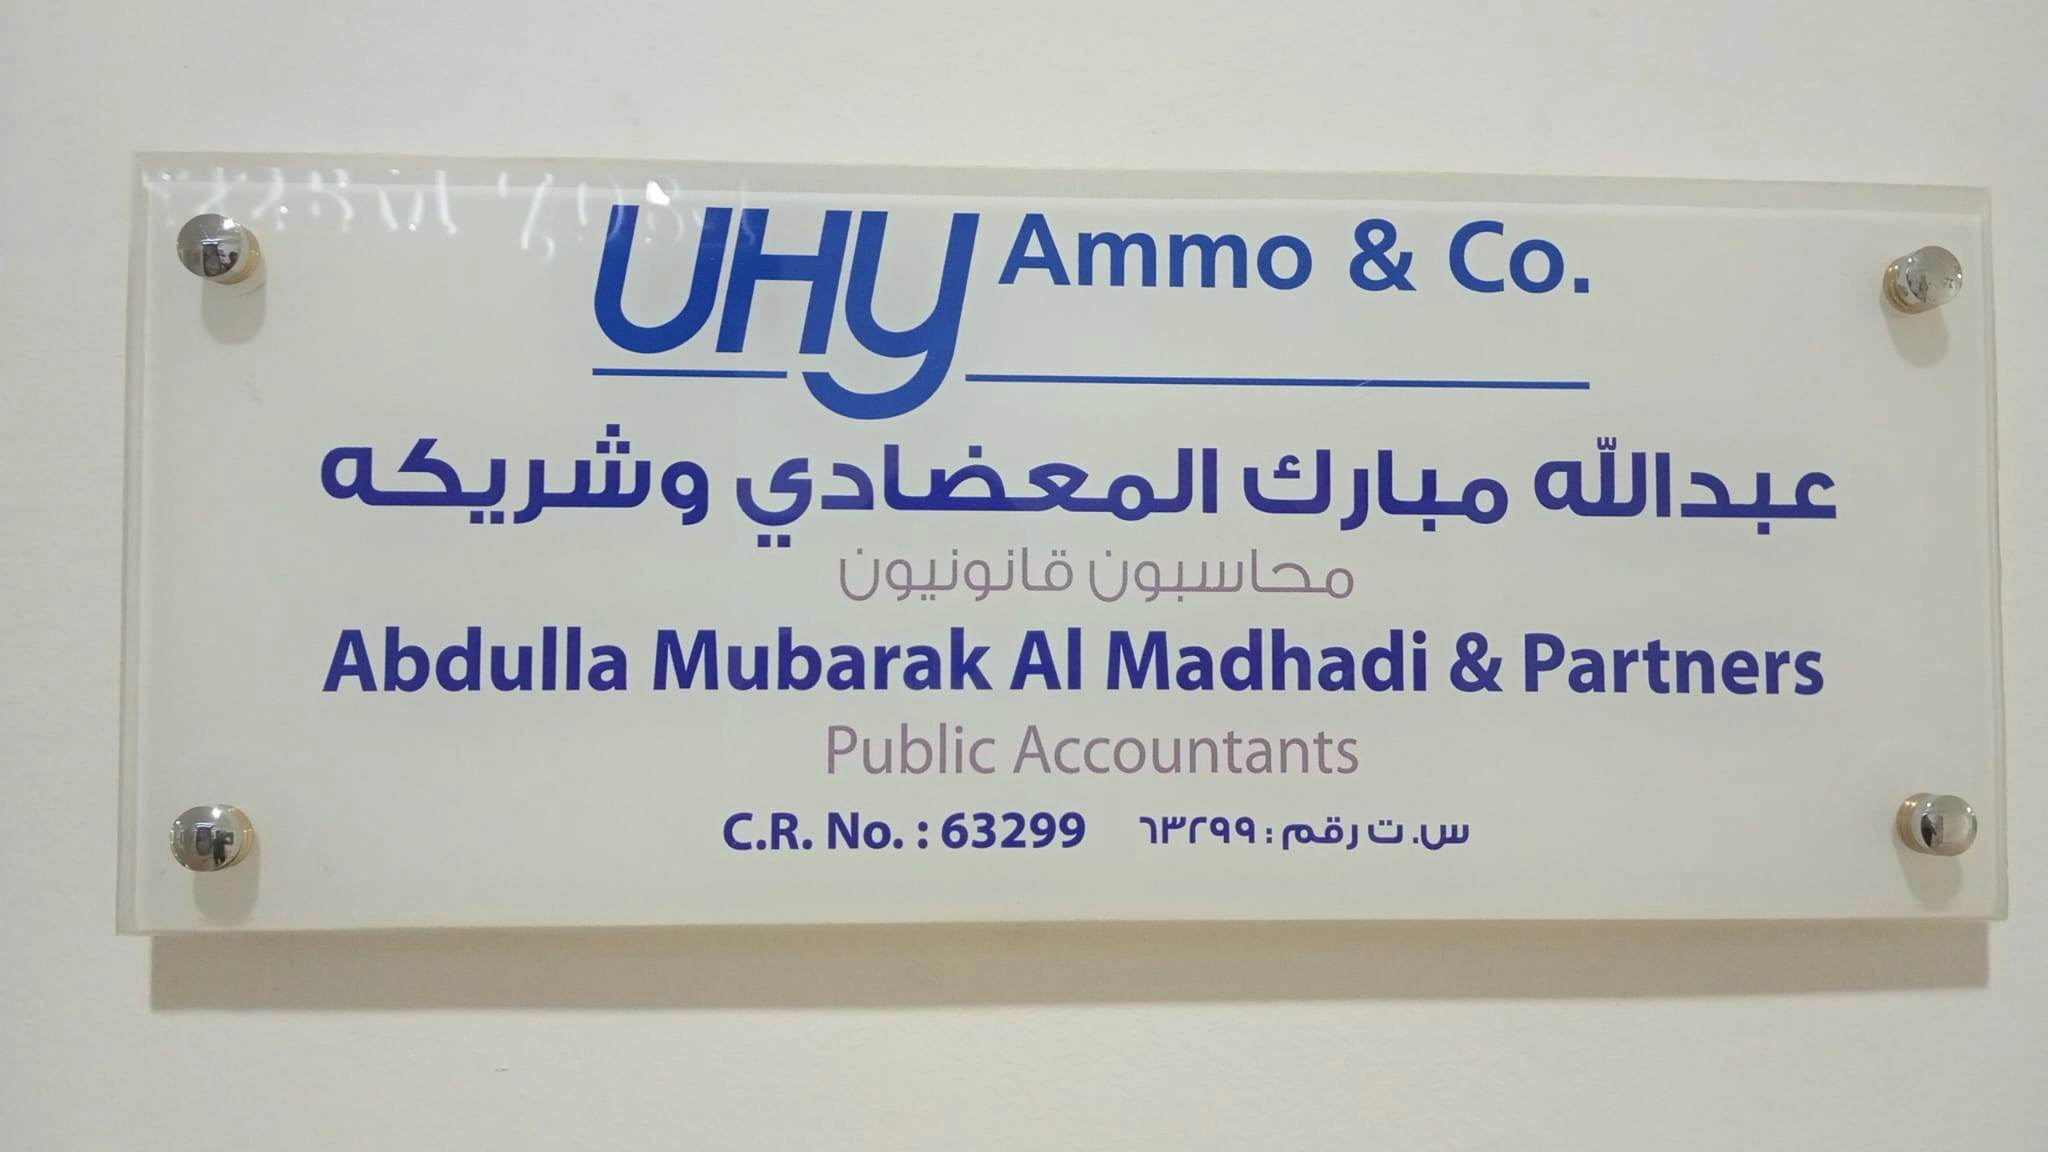 UHY Ammo & Co.
عبدالله مبارك المعضادي وشريكه
محاسبون قانونيون
Abdulla Mubarak Al Madhadi & Partners
Public Accountants
C.R. No. : 63299 س. ت رقم : ٦٣٢٩٩